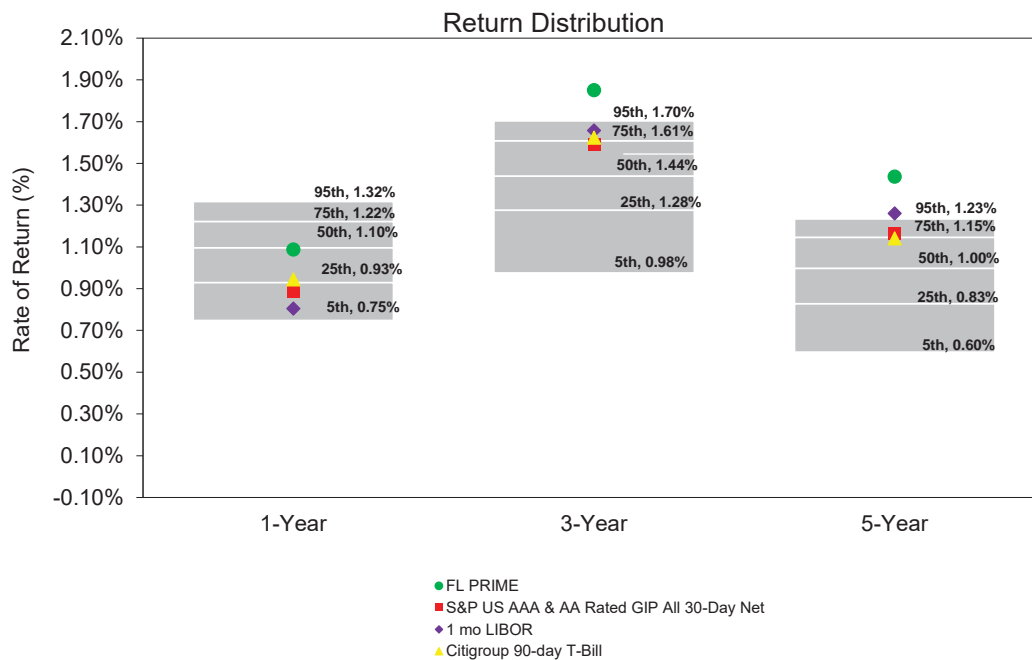 Return Distribution
Rate of Return (%)
2.10%
1.90%
1.70%
1.50%
1.30%
1.10%
0.90%
0.70%
0.50%
0.30%
0.10%
-0.10%
95th, 1.32%
75th, 1.22%
50th, 1.10%
25th, 0.93%
5th, 0.75%
95th, 1.70%
75th, 1.61%
50th, 1.44%
25th, 1.28%
5th, 0.98%
95th, 1.23%
75th, 1.15%
50th, 1.00%
25th, 0.83%
5th, 0.60%
1-Year
3-Year
5-Year
FL PRIME
S&P US AAA & AA Rated GIP All 30-Day Net
1 mo LIBOR
Citigroup 90-day T-Bill